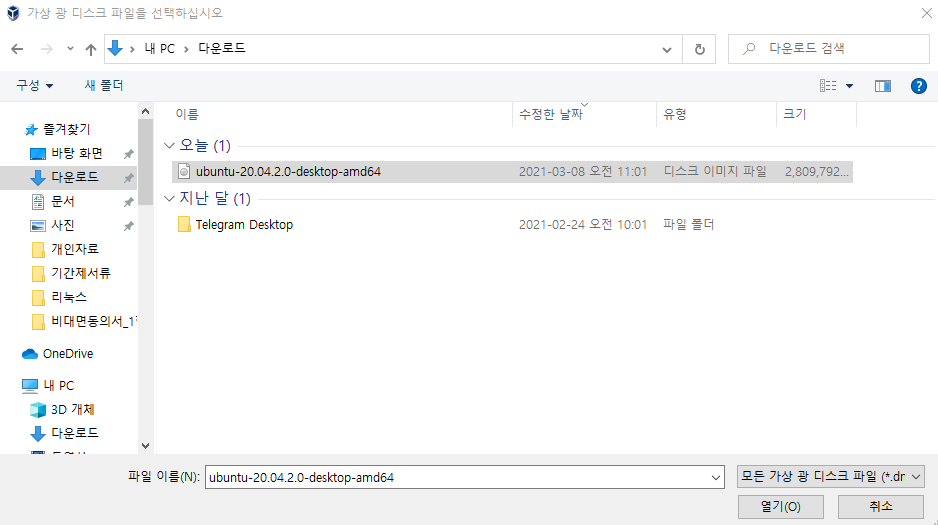 가상 광 디스크 파일을 선택하십시오
내 PC › 다운로드
다운로드 검색
구성 새 폴더
이름 수정한 날짜 유형 크기
즐겨찾기
바탕 화면
다운로드
문서
사진
개인자료
기간제서류
리눅스
비대면동의서_1
OneDrive
내 PC
3D 개체
다운로드
오늘 (1)
ubuntu-20.04.2.0-desktop-amd64 2021-03-08 오전 11:01 디스크 이미지 파일 2,809,792...
지난 달 (1)
Telegram Desktop 2021-02-24 오전 10:01 파일 폴더
파일 이름(N): ubuntu-20.04.2.0-desktop-amd64 모든 가상 광 디스크 파일 (*.dr
열기(O) 취소